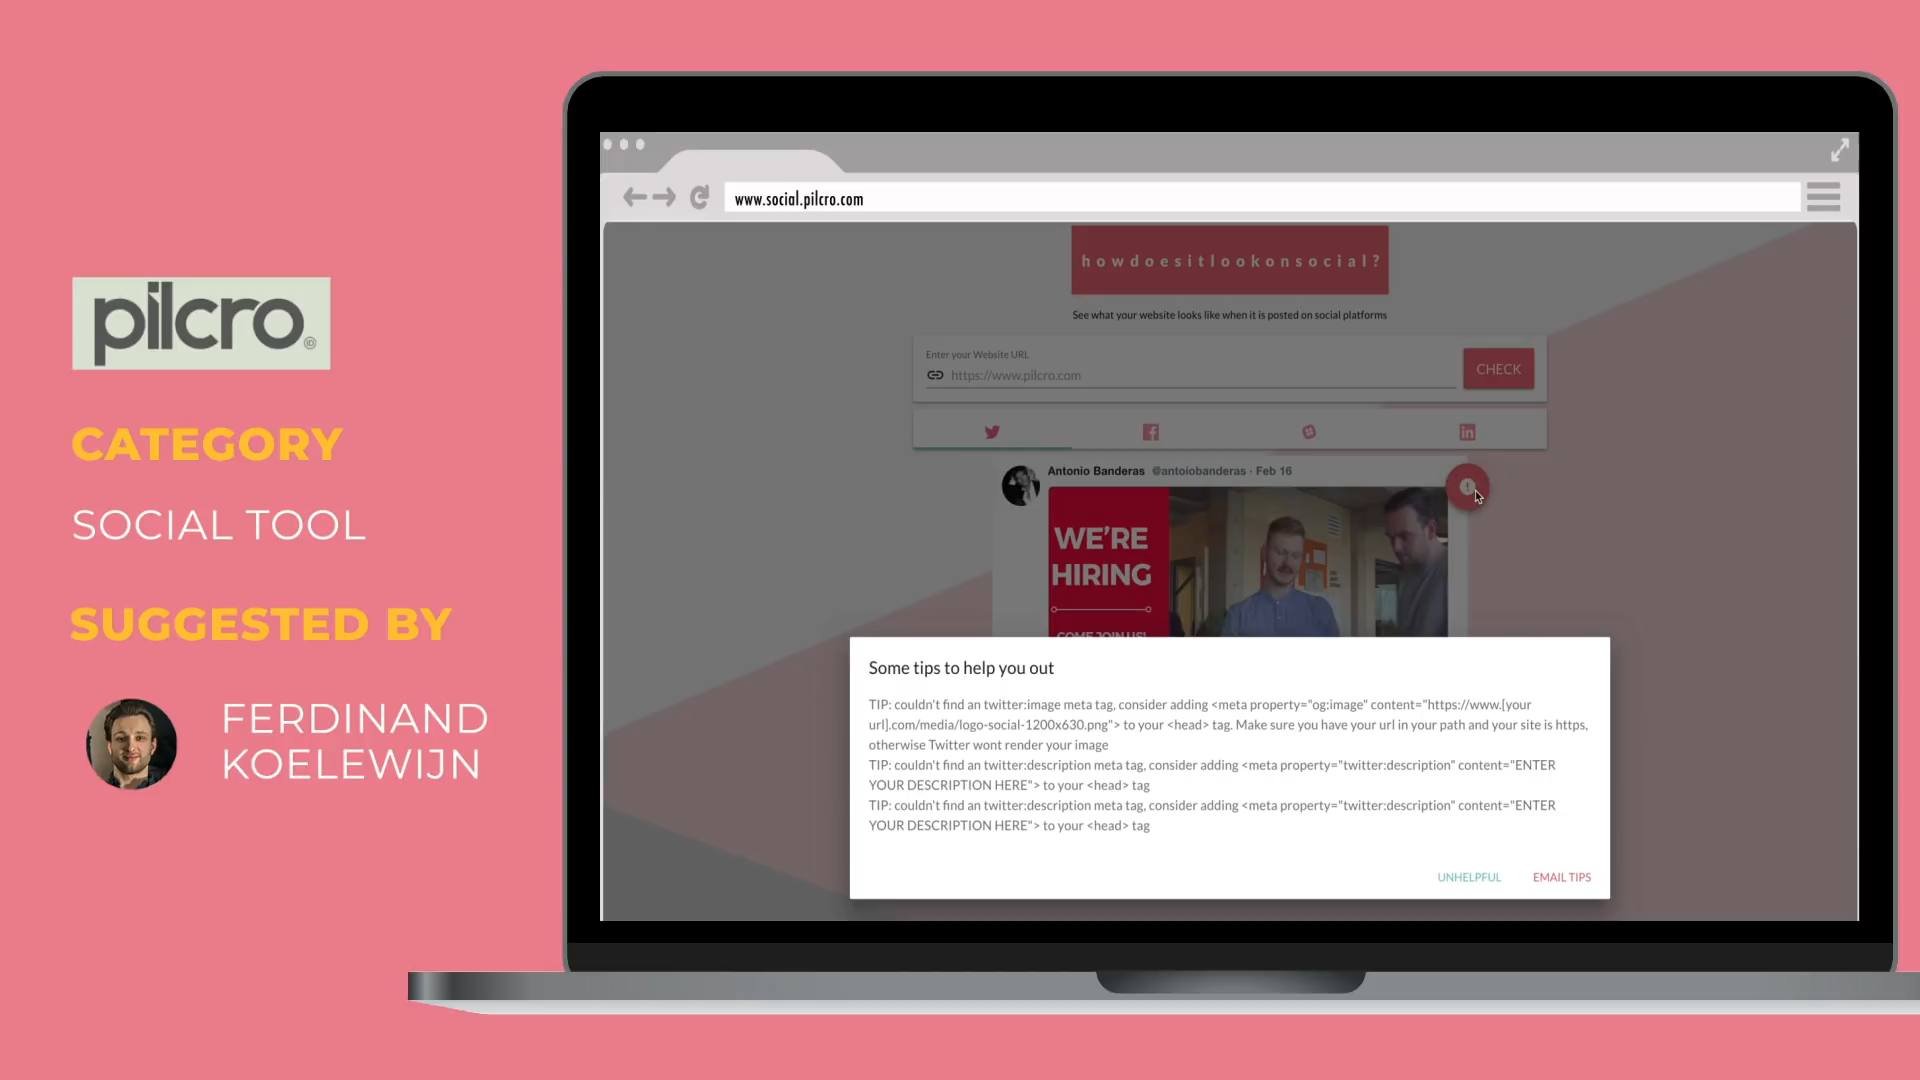 pilcro
CATEGORY
SOCIAL TOOL
SUGGESTED BY
FERDINAND
KOELEWIJN
www.social.pilcro.com
howdoesitlookonsocial?
See what your website looks like when it is posted on social platforms
Enter your Website URL
https://www.pilcro.com
CHECK
Antonio Banderas @antoiobanderas · Feb 16
WE'RE
HIRING
COME JOIN US!
Some tips to help you out
TIP: couldn't find an twitter:image meta tag, consider adding <meta property="og:image" content="https://www.[your
url].com/media/logo-social-1200x630.png"> to your <head> tag. Make sure you have your url in your path and your site is https,
otherwise Twitter wont render your image
TIP: couldn't find an twitter:description meta tag, consider adding <meta property="twitter:description" content="ENTER
YOUR DESCRIPTION HERE"> to your <head> tag
TIP: couldn't find an twitter:description meta tag, consider adding <meta property="twitter:description" content="ENTER
YOUR DESCRIPTION HERE"> to your <head> tag
UNHELPFUL
EMAIL TIPS